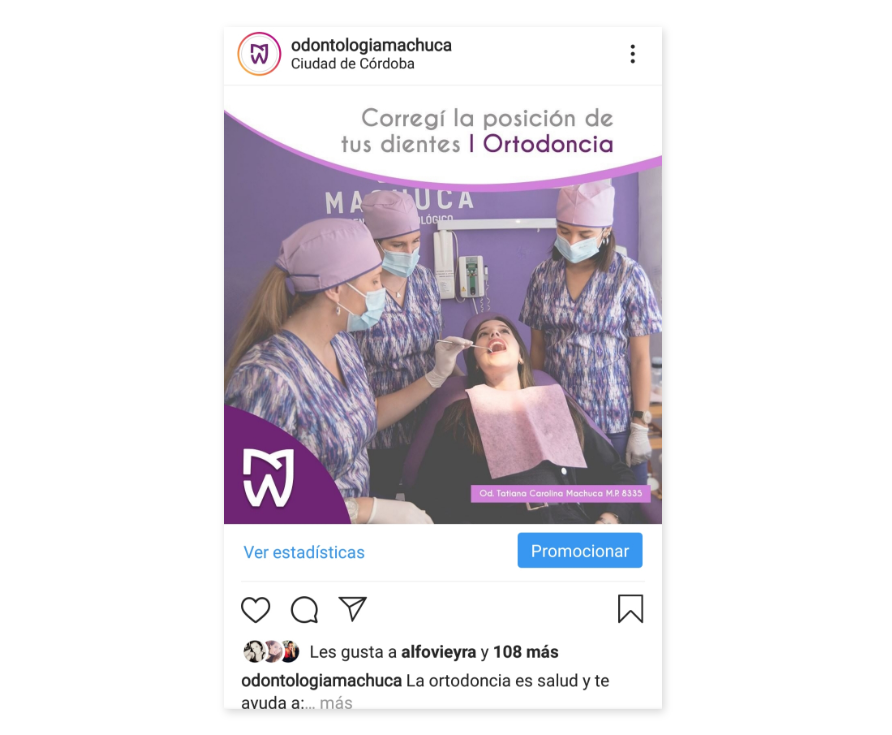 odontologiamachuca
Ciudad de Córdoba
Corregí la posición de
tus dientes | Ortodoncia
MACHUCA
LÓGICO
Od. Tatiana Carolina Machuca M.P. 8335
Ver estadísticas
Promocionar
Les gusta a alfovieyra y 108 más
odontologiamachuca La ortodoncia es salud y te
ayuda a:... más